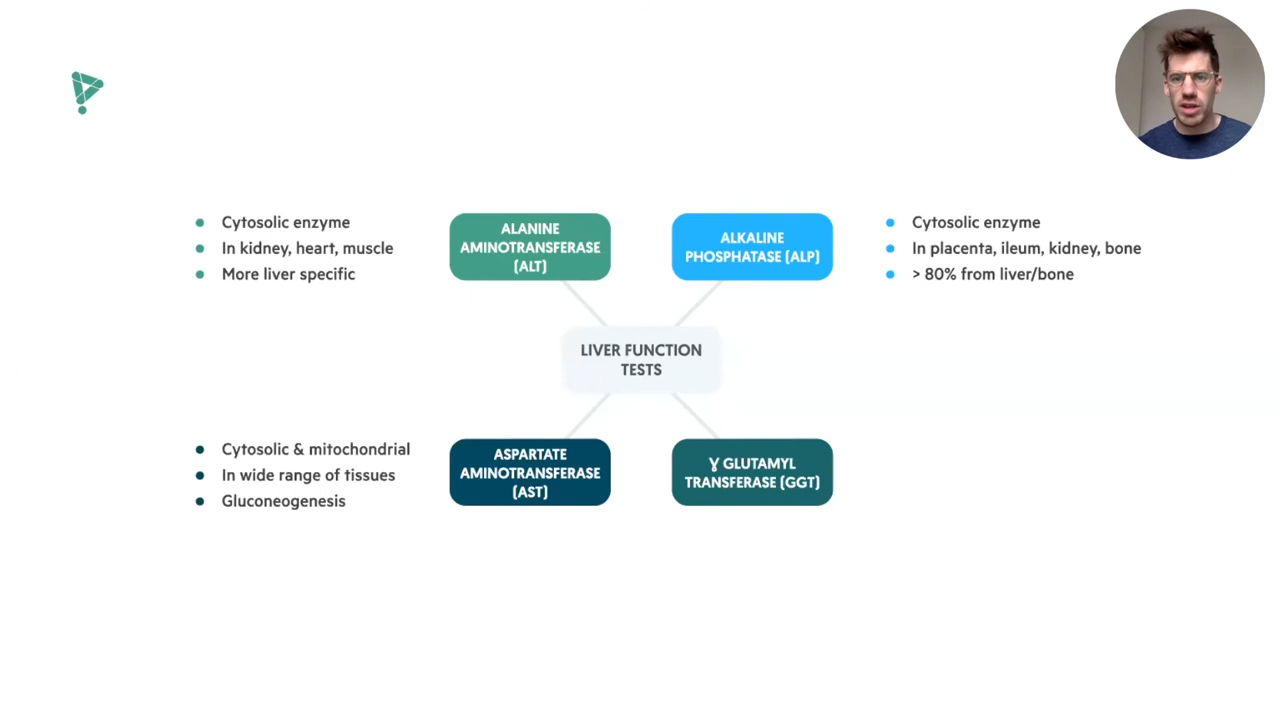 Cytosolic enzyme
In kidney, heart, muscle
More liver specific
ALANINE
AMINOTRANSFERASE
(ALT)
ALKALINE
PHOSPHATASE (ALP)
Cytosolic enzyme
In placenta, ileum, kidney, bone
> 80% from liver/bone
LIVER FUNCTION
TESTS
Cytosolic & mitochondrial
In wide range of tissues
Gluconeogenesis
ASPARTATE
AMINOTRANSFERASE
(AST)
Ɣ GLUTAMYL
TRANSFERASE (GGT)